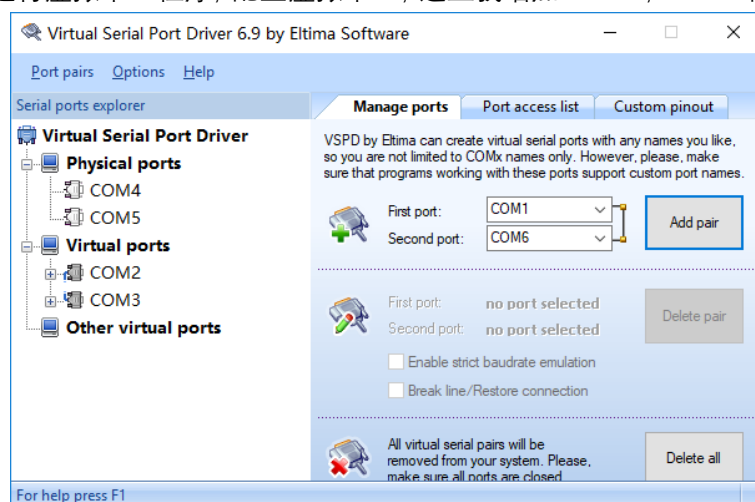 Virtual Serial Port Driver 6.9 by Eltima Software
Port pairs Options Help
Serial ports explorer
Virtual Serial Port Driver
Physical ports
COM4
COM5
Virtual ports
COM2
COM3
Other virtual ports
Manage ports Port access list Custom pinout
VSPD by Eltima can create virtual serial ports with any names you like,
so you are not limited to COMx names only. However, please, make
sure that programs working with these ports support custom port names.
First port: COM1
Second port: COM6
Add pair
First port: no port selected
Second port: no port selected
Delete pair
Enable strict baudrate emulation
Break line/Restore connection
All virtual serial pairs will be
removed from your system. Please,
make sure all ports are closed
Delete all
For help press F1